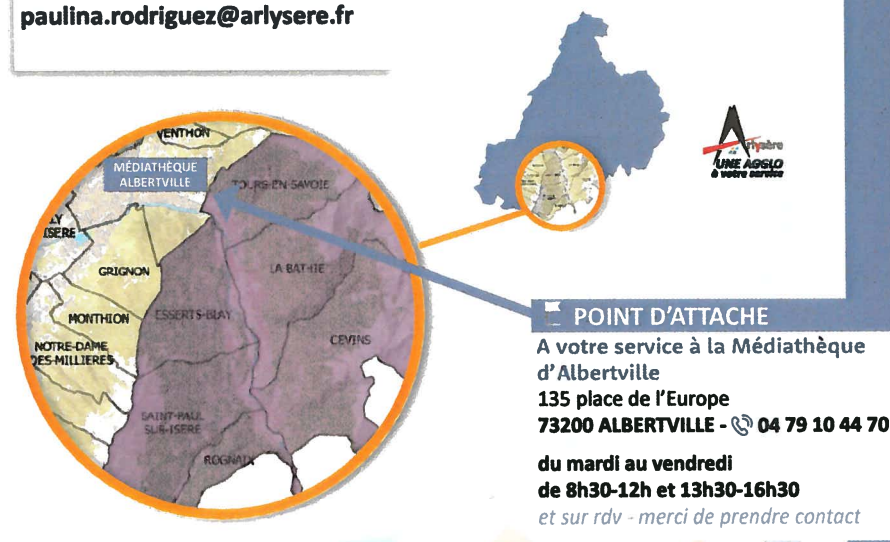 paulina.rodriguez@arlysere.fr
VENTHON
MÉDIATHÈQUE
ALBERTVILLE
TOURS-EN-SAVOIE
LY
ISERE
GRIGNON
LA BATHIE
MONTHION
ESSERTS-BLAY
CEVINS
NOTRE-DAME
DES-MILLIERES
SAINT-PAUL
SUR-ISERE
ROGNAIX
Arlysère
UNE AGGLO
à votre service
POINT D'ATTACHE
A votre service à la Médiathèque
d'Albertville
135 place de l'Europe
73200 ALBERTVILLE - 04 79 10 44 70
du mardi au vendredi
de 8h30-12h et 13h30-16h30
et sur rdv - merci de prendre contact